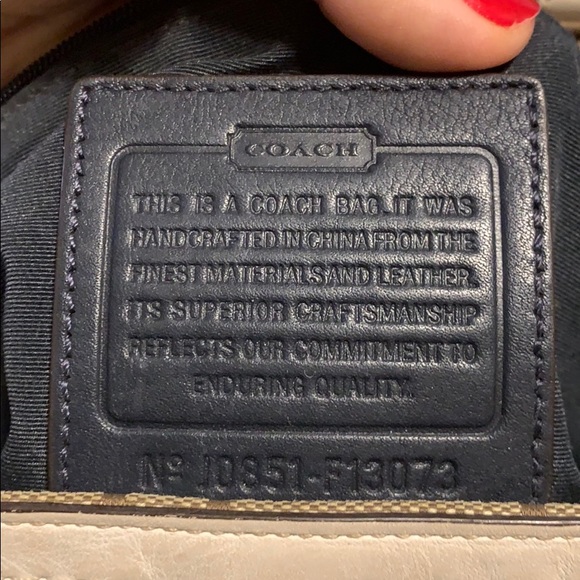 COACH
THIS IS A COACH BAG.IT WAS
HANDCRAFTED IN CHINA FROM THE
FINEST MATERIALS AND LEATHER.
ITS SUPERIOR CRAFTSMANSHIP
REFLECTS OUR COMMITMENT TO
ENDURING QUALITY.
Nº J0851-F13073